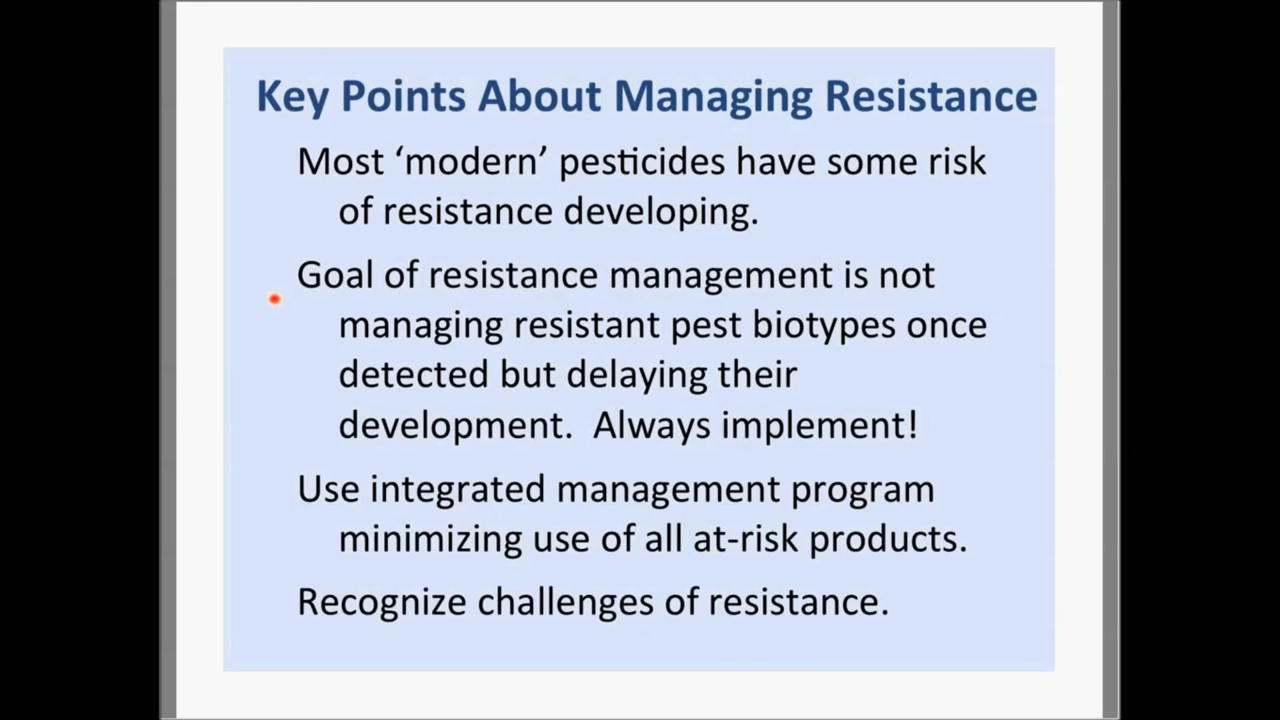 Key Points About Managing Resistance
Most ‘modern’ pesticides have some risk
of resistance developing.
Goal of resistance management is not
managing resistant pest biotypes once
detected but delaying their
development.  Always implement!
Use integrated management program
minimizing use of all at-risk products.
Recognize challenges of resistance.